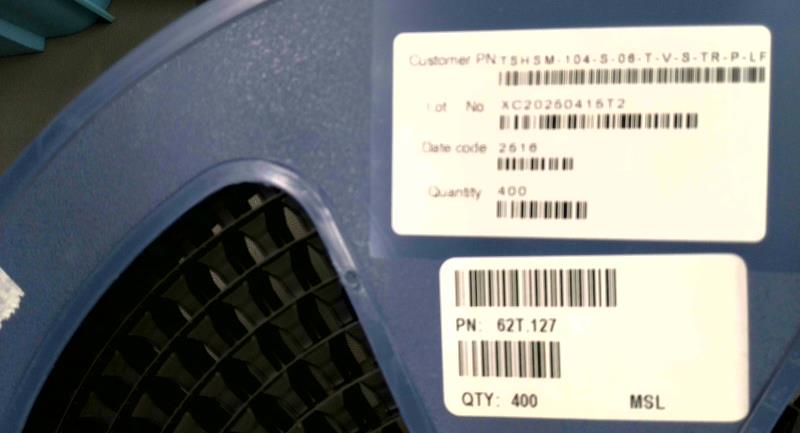 Customer PN TSHSM-104-S-06-T-V-S-TR-P-LF
Lot No XC20250415T2
Date code 2516
Quantity 400
PN: 62T.127
QTY: 400 MSL